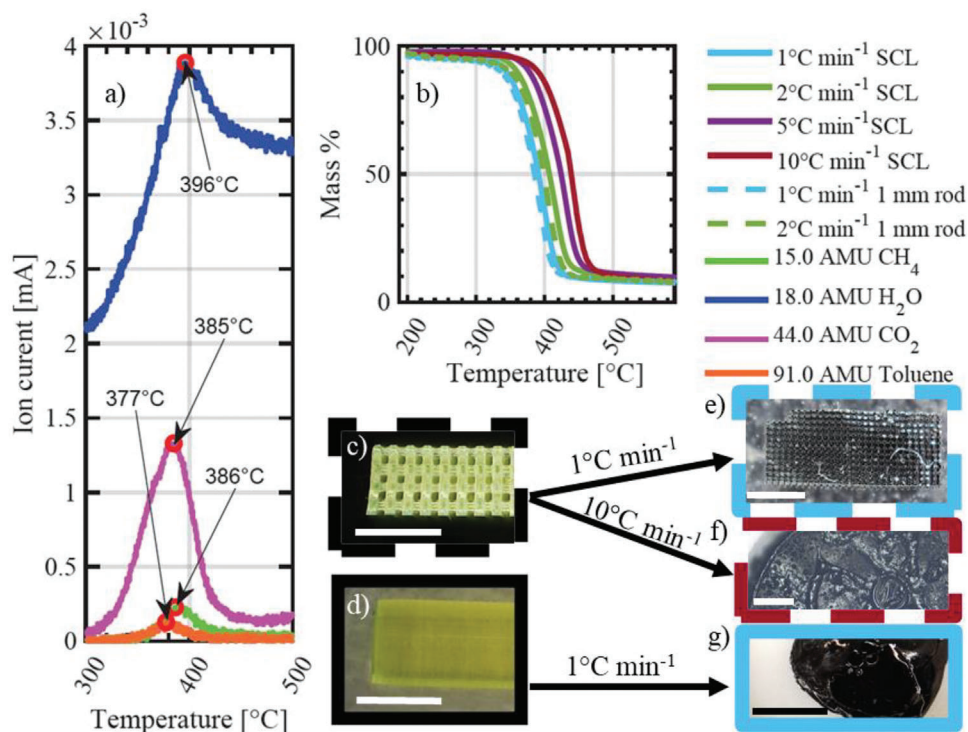 ×10⁻³
4
3.5
3
2.5
2
1.5
1
0.5
0
Ion curent [mA]
a)
396°C
385°C
377°C
386°C
300
400
500
Temperature [°C]
b)
100
50
0
Mass %
200
300
400
500
Temperature [°C]
1°C min⁻¹ SCL
2°C min⁻¹ SCL
5°C min⁻¹SCL
10°C min⁻¹ SCL
1°C min⁻¹ 1 mm rod
2°C min⁻¹ 1 mm rod
15.0 AMU CH₄
18.0 AMU H₂O
44.0 AMU CO₂
91.0 AMU Toluene
c)
1°C min⁻¹
10°C min⁻¹
e)
f)
d)
1°C min⁻¹
g)